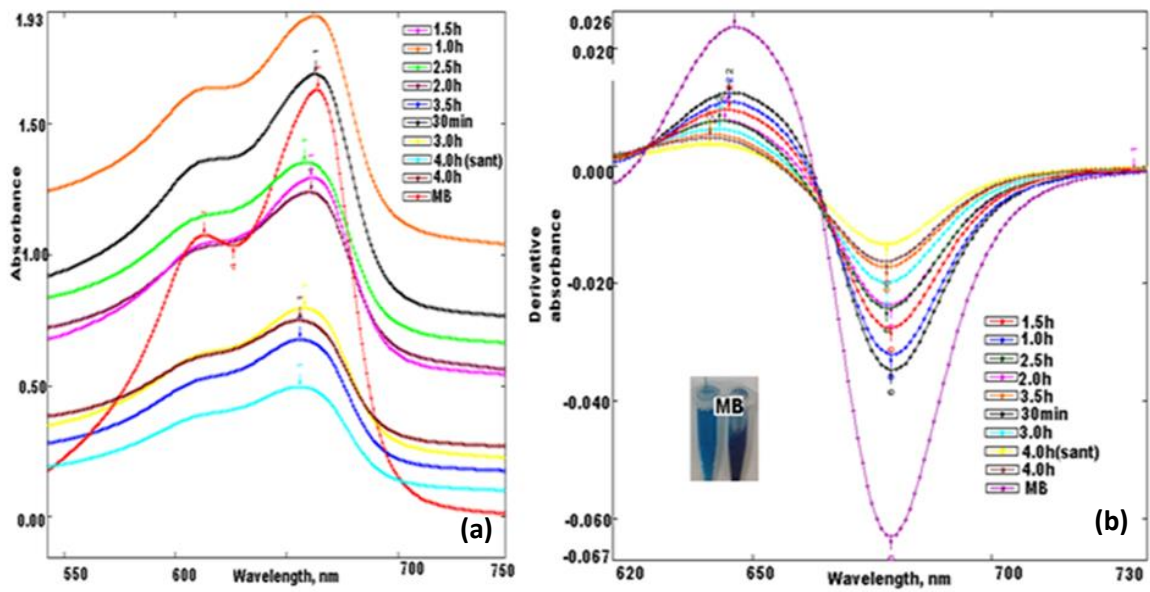 1.93
1.50
1.00
0.50
0.00
Absorbance
1.5h
1.0h
2.5h
2.0h
3.5h
30min
3.0h
4.0h(sant)
4.0h
MB
(a)
550
600
Wavelength, nm
700
750
0.026
0.020
0.000
-0.020
-0.040
-0.060
-0.067
Derivative
absorbance
1.5h
1.0h
2.5h
2.0h
3.5h
30min
3.0h
4.0h(sant)
4.0h
MB
MB
(b)
620
650
Wavelength, nm
700
730